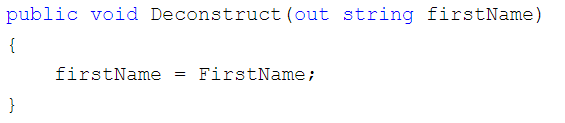 public void Deconstruct(out string firstName)
{
    firstName = FirstName;
}